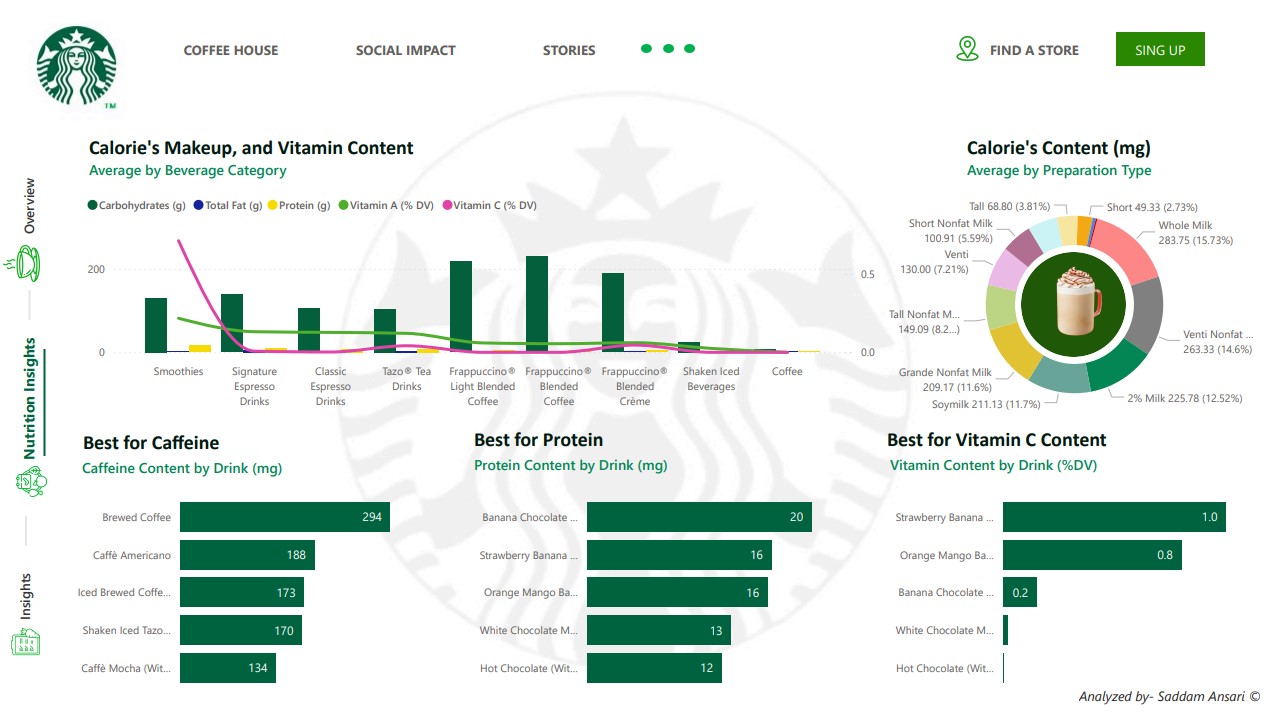 COFFEE HOUSE
SOCIAL IMPACT
STORIES
FIND A STORE
SING UP
TM
Overview
Nutrition Insights
Insights
Calorie's Makeup, and Vitamin Content
Average by Beverage Category
Carbohydrates (g)
Total Fat (g)
Protein (g)
Vitamin A (% DV)
Vitamin C (% DV)
200
0
0.5
0.0
Smoothies
Signature
Espresso
Drinks
Classic
Espresso
Drinks
Tazo® Tea
Drinks
Frappuccino®
Light Blended
Coffee
Frappuccino®
Blended
Coffee
Frappuccino®
Blended
Crème
Shaken Iced
Beverages
Coffee
Calorie's Content (mg)
Average by Preparation Type
Tall 68.80 (3.81%)
Short 49.33 (2.73%)
Short Nonfat Milk
100.91 (5.59%)
Whole Milk
283.75 (15.73%)
Venti
130.00 (7.21%)
Tall Nonfat M...
149.09 (8.2...)
Venti Nonfat ...
263.33 (14.6%)
Grande Nonfat Milk
209.17 (11.6%)
Soymilk 211.13 (11.7%)
2% Milk 225.78 (12.52%)
Best for Caffeine
Caffeine Content by Drink (mg)
Brewed Coffee
294
Caffè Americano
188
Iced Brewed Coffe...
173
Shaken Iced Tazo...
170
Caffè Mocha (Wit...
134
Best for Protein
Protein Content by Drink (mg)
Banana Chocolate ...
20
Strawberry Banana ...
16
Orange Mango Ba...
16
White Chocolate M...
13
Hot Chocolate (Wit...
12
Best for Vitamin C Content
Vitamin Content by Drink (%DV)
Strawberry Banana ...
1.0
Orange Mango Ba...
0.8
Banana Chocolate ...
0.2
White Chocolate M...
Hot Chocolate (Wit...
Analyzed by- Saddam Ansari ©